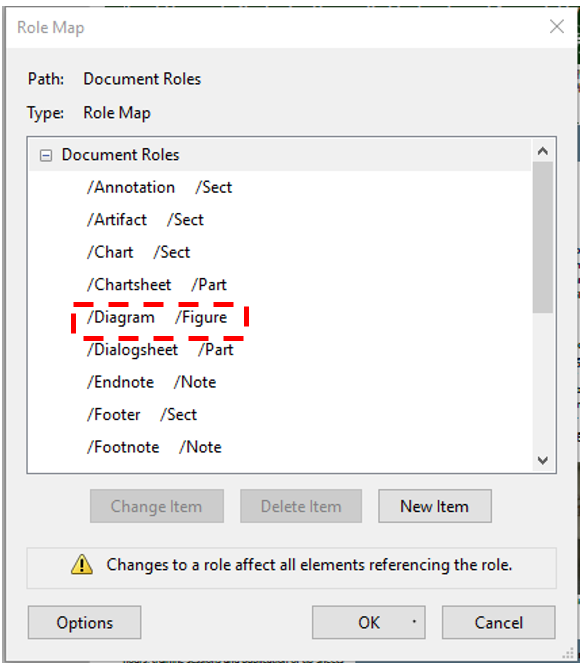 Role Map
Path: Document Roles
Type: Role Map
Document Roles
/Annotation /Sect
/Artifact /Sect
/Chart /Sect
/Chartsheet /Part
/Diagram /Figure
/Dialogsheet /Part
/Endnote /Note
/Footer /Sect
/Footnote /Note
Change Item Delete Item New Item
Changes to a role affect all elements referencing the role.
Options OK Cancel